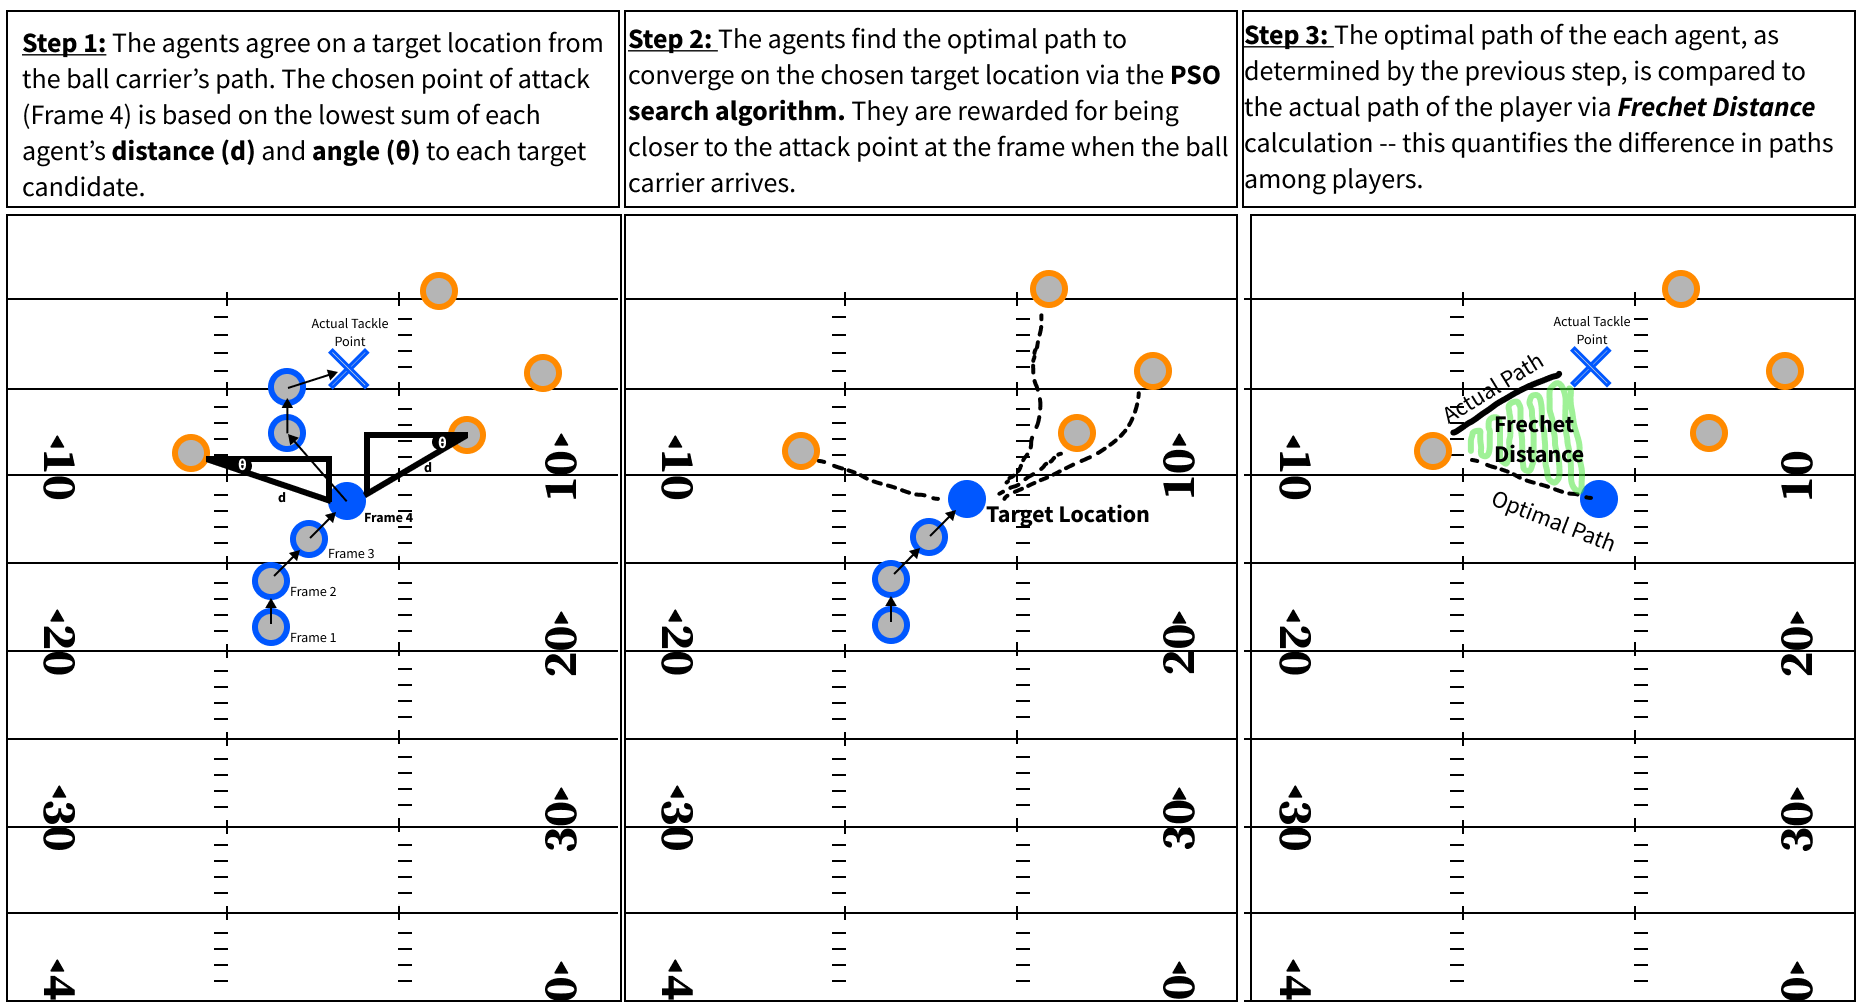 Step 1: The agents agree on a target location from
the ball carrier’s path. The chosen point of attack
(Frame 4) is based on the lowest sum of each
agent’s distance (d) and angle (θ) to each target
candidate.
Step 2: The agents find the optimal path to
converge on the chosen target location via the PSO
search algorithm. They are rewarded for being
closer to the attack point at the frame when the ball
carrier arrives.
Step 3: The optimal path of the each agent, as
determined by the previous step, is compared to
the actual path of the player via Frechet Distance
calculation -- this quantifies the difference in paths
among players.
Actual Tackle
Point
θ
d
θ
d
Frame 4
Frame 3
Frame 2
Frame 1
10
10
20
20
30
30
4
0
Target Location
10
10
20
20
30
30
4
0
Actual Tackle
Point
Actual Path
Frechet
Distance
Optimal Path
10
10
20
20
30
30
4
0